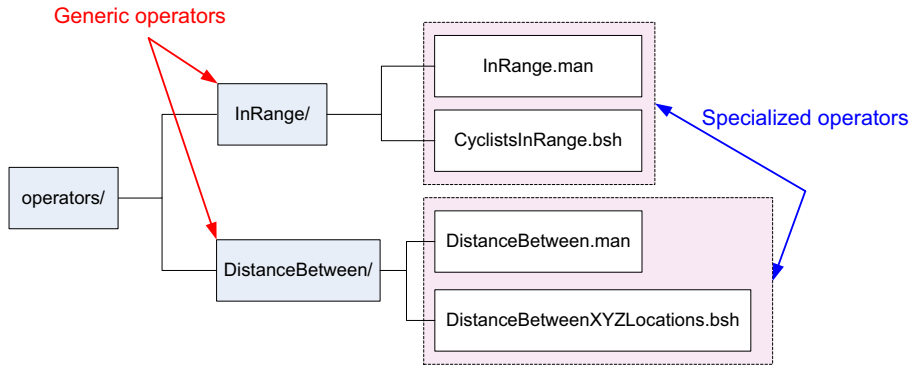 Generic operators
InRange.man
InRange/
CyclistsInRange.bsh
Specialized operators
operators/
DistanceBetween.man
DistanceBetween/
DistanceBetweenXYZLocations.bsh